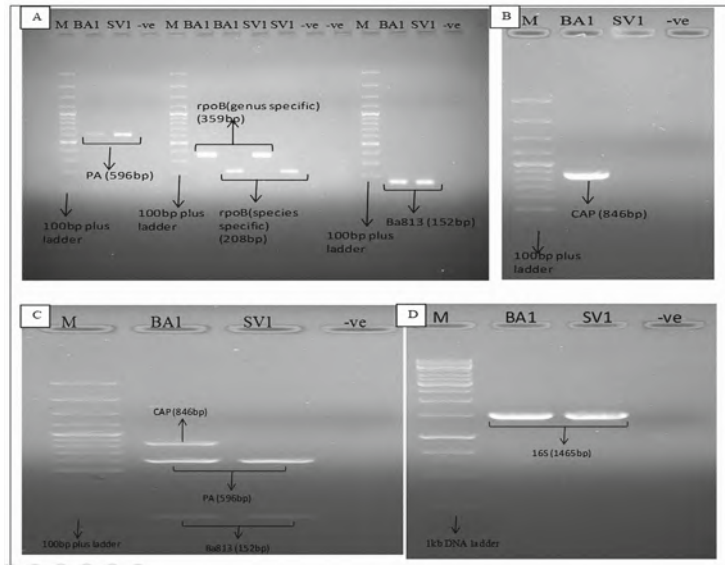 A
M BA1 SV1 -ve M BA1 BA1 SV1 SV1 -ve -ve M BA1 SV1 -ve
rpoB(genus specific)
(359bp)
PA (596bp)
100bp plus
ladder
100bp plus
ladder
rpoB(species
specific)
(208bp)
Ba813 (152bp)
100bp plus
ladder
B
M BA1 SV1 -ve
CAP (846bp)
100bp plus
ladder
C
M BA1 SV1 -ve
CAP (846bp)
PA (596bp)
Ba813 (152bp)
100bp plus ladder
D
M BA1 SV1 -ve
16S (1465bp)
1kb DNA ladder